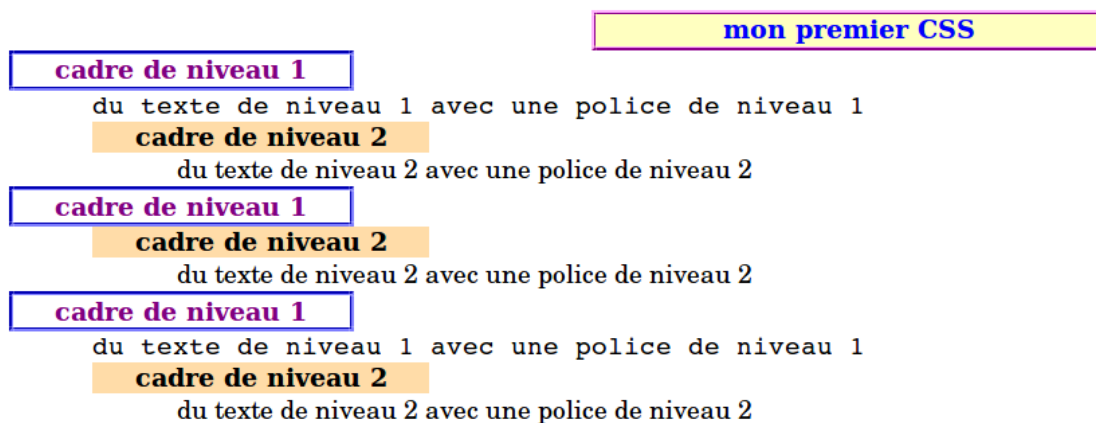 mon premier CSS
cadre de niveau 1
du texte de niveau 1 avec une police de niveau 1
cadre de niveau 2
du texte de niveau 2 avec une police de niveau 2
cadre de niveau 1
cadre de niveau 2
du texte de niveau 2 avec une police de niveau 2
cadre de niveau 1
du texte de niveau 1 avec une police de niveau 1
cadre de niveau 2
du texte de niveau 2 avec une police de niveau 2